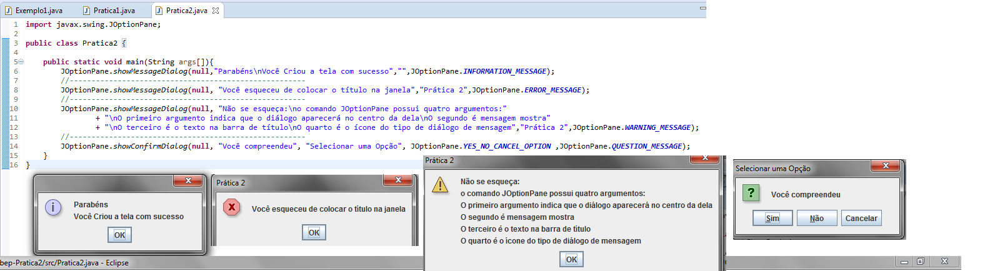 Exemplo1.java Pratica1.java Pratica2.java
1 import javax.swing.JOptionPane;
2
3 public class Pratica2 {
4
5 public static void main(String args[]){
6 JOptionPane.showMessageDialog(null,"Parabéns\nVocê Criou a tela com sucesso","",JOptionPane.INFORMATION_MESSAGE);
7 //------------------------------------------------------
8 JOptionPane.showMessageDialog(null, "Você esqueceu de colocar o título na janela","Prática 2",JOptionPane.ERROR_MESSAGE);
9 //------------------------------------------------------
10 JOptionPane.showMessageDialog(null, "Não se esqueça:\no comando JOptionPane possui quatro argumentos:"
11 + "\nO primeiro argumento indica que o diálogo aparecerá no centro da dela\nO segundo é mensagem mostra"
12 + "\nO terceiro é o texto na barra de título\nO quarto é o ícone do tipo de diálogo de mensagem","Prática 2",JOptionPane.WARNING_MESSAGE);
13 //------------------------------------------------------
14 JOptionPane.showConfirmDialog(null, "Você compreendeu", "Selecionar uma Opção", JOptionPane.YES_NO_CANCEL_OPTION ,JOptionPane.QUESTION_MESSAGE);
15 }
16 }
Parabéns
Você Criou a tela com sucesso
OK
Prática 2
Você esqueceu de colocar o título na janela
OK
Prática 2
Não se esqueça:
o comando JOptionPane possui quatro argumentos:
O primeiro argumento indica que o diálogo aparecerá no centro da dela
O segundo é mensagem mostra
O terceiro é o texto na barra de título
O quarto é o ícone do tipo de diálogo de mensagem
OK
Selecionar uma Opção
Você compreendeu
Sim Não Cancelar
bep-Pratica2/src/Pratica2.java - Eclipse